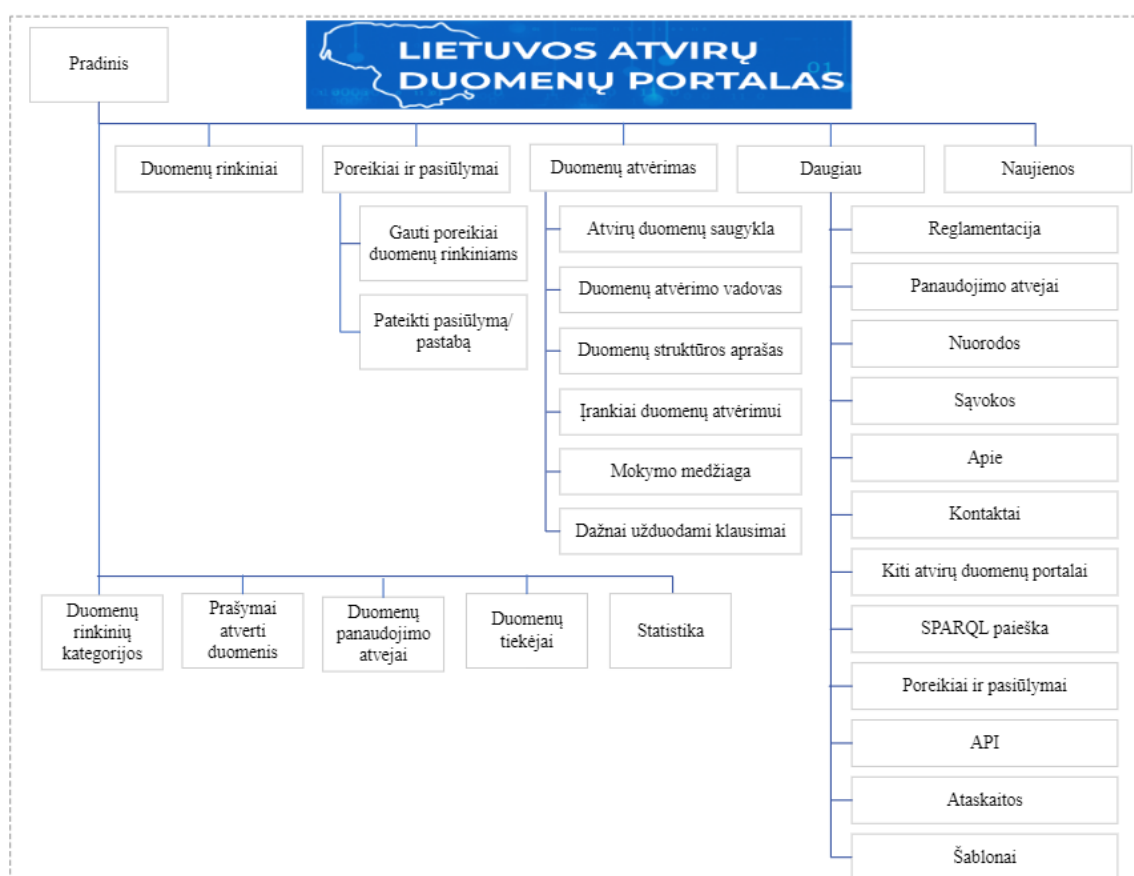 Pradinis
LIETUVOS ATVIRŲ
DUOMENŲ PORTALAS
01
Duomenų rinkiniai
Poreikiai ir pasiūlymai
Duomenų atvėrimas
Daugiau
Naujienos
Gauti poreikiai
duomenų rinkiniams
Pateikti pasiūlymą/
pastabą
Atvirų duomenų saugykla
Duomenų atvėrimo vadovas
Duomenų struktūros aprašas
Įrankiai duomenų atvėrimui
Mokymo medžiaga
Dažnai užduodami klausimai
Reglamentacija
Panaudojimo atvejai
Nuorodos
Sąvokos
Apie
Kontaktai
Kiti atvirų duomenų portalai
SPARQL paieška
Poreikiai ir pasiūlymai
API
Ataskaitos
Šablonai
Duomenų
rinkinių
kategorijos
Prašymai
atverti
duomenis
Duomenų
panaudojimo
atvejai
Duomenų
tiekėjai
Statistika